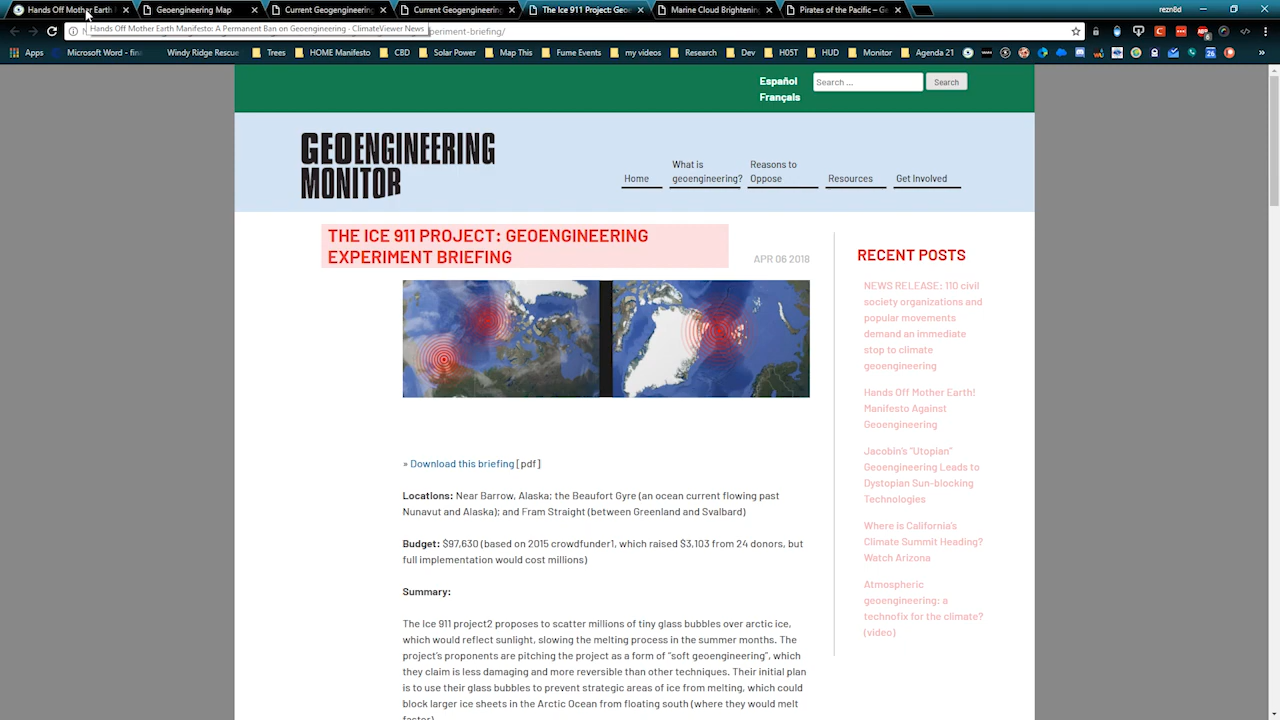 Hands Off Mother Earth
Geoengineering Map
Current Geoengineering
Current Geoengineering
The Ice 911 Project: Geo
Marine Cloud Brightening
Pirates of the Pacific – Ge
rezn8d
Hands Off Mother Earth Manifesto: A Permanent Ban on Geoengineering - ClimateViewer News
periment-briefing/
Apps
Microsoft Word - fin
Windy Ridge Rescue
Trees
HOME Manifesto
CBD
Solar Power
Map This
Fume Events
my videos
Research
Dev
H05T
HUD
Monitor
Agenda 21
Español
Français
Search ...
Search
GEOENGINEERING
MONITOR
Home
What is
geoengineering?
Reasons to
Oppose
Resources
Get Involved
THE ICE 911 PROJECT: GEOENGINEERING
EXPERIMENT BRIEFING
APR 06 2018
» Download this briefing [pdf]
Locations: Near Barrow, Alaska; the Beaufort Gyre (an ocean current flowing past
Nunavut and Alaska); and Fram Straight (between Greenland and Svalbard)
Budget: $97,630 (based on 2015 crowdfunder1, which raised $3,103 from 24 donors, but
full implementation would cost millions)
Summary:
The Ice 911 project2 proposes to scatter millions of tiny glass bubbles over arctic ice,
which would reflect sunlight, slowing the melting process in the summer months. The
project's proponents are pitching the project as a form of "soft geoengineering", which
they claim is less damaging and more reversible than other techniques. Their initial plan
is to use their glass bubbles to prevent strategic areas of ice from melting, which could
block larger ice sheets in the Arctic Ocean from floating south (where they would melt
faster)
RECENT POSTS
NEWS RELEASE: 110 civil
society organizations and
popular movements
demand an immediate
stop to climate
geoengineering
Hands Off Mother Earth!
Manifesto Against
Geoengineering
Jacobin's "Utopian"
Geoengineering Leads to
Dystopian Sun-blocking
Technologies
Where is California's
Climate Summit Heading?
Watch Arizona
Atmospheric
geoengineering: a
technofix for the climate?
(video)